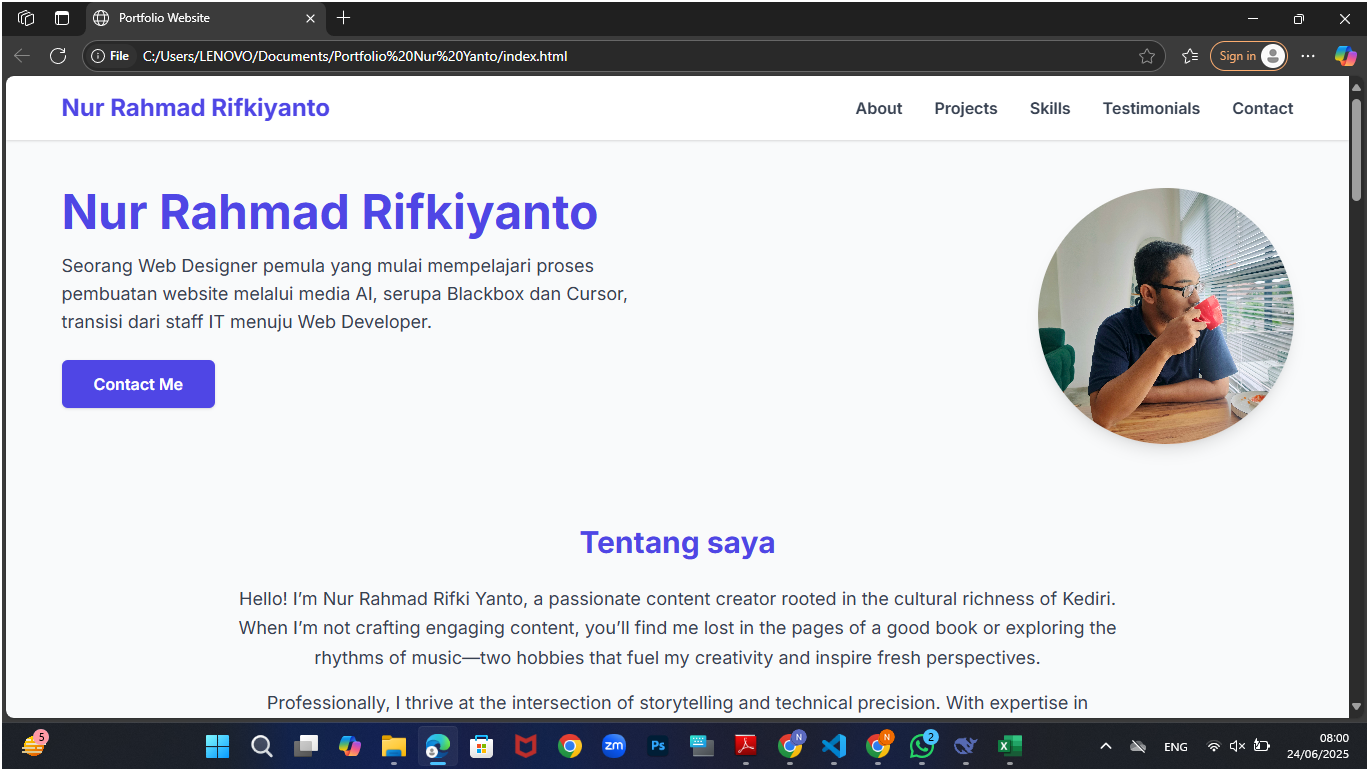 Portfolio Website
File
C:/Users/LENOVO/Documents/Portfolio%20Nur%20Yanto/index.html
Sign in
Nur Rahmad Rifkiyanto
About
Projects
Skills
Testimonials
Contact
Nur Rahmad Rifkiyanto
Seorang Web Designer pemula yang mulai mempelajari proses
pembuatan website melalui media AI, serupa Blackbox dan Cursor,
transisi dari staff IT menuju Web Developer.
Contact Me
Tentang saya
Hello! I’m Nur Rahmad Rifki Yanto, a passionate content creator rooted in the cultural richness of Kediri.
When I’m not crafting engaging content, you’ll find me lost in the pages of a good book or exploring the
rhythms of music—two hobbies that fuel my creativity and inspire fresh perspectives.
Professionally, I thrive at the intersection of storytelling and technical precision. With expertise in
5
zm
Ps
N
N
2
X
ENG
08:00
24/06/2025